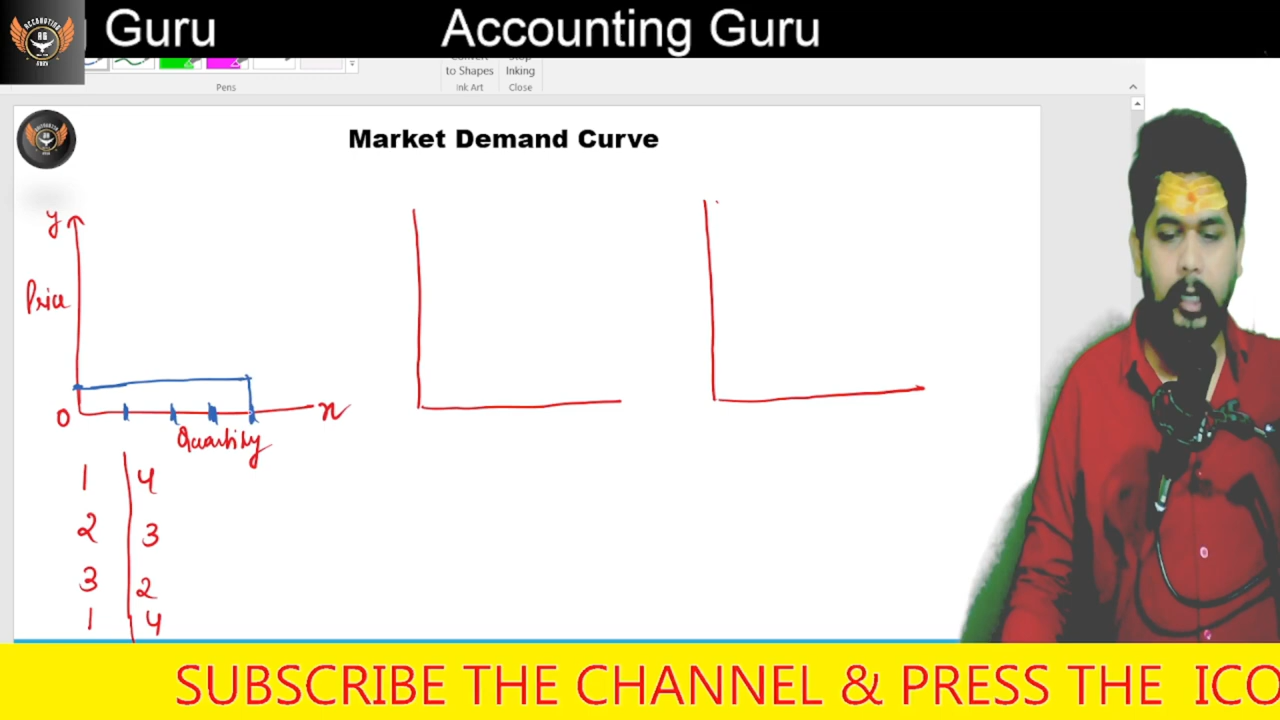 Guru Accounting Guru
to Shapes Inking
Pens Ink Art Close
Market Demand Curve
y
Price
0 x
Quantity
1 4
2 3
3 2
1 4
SUBSCRIBE THE CHANNEL & PRESS THE ICO